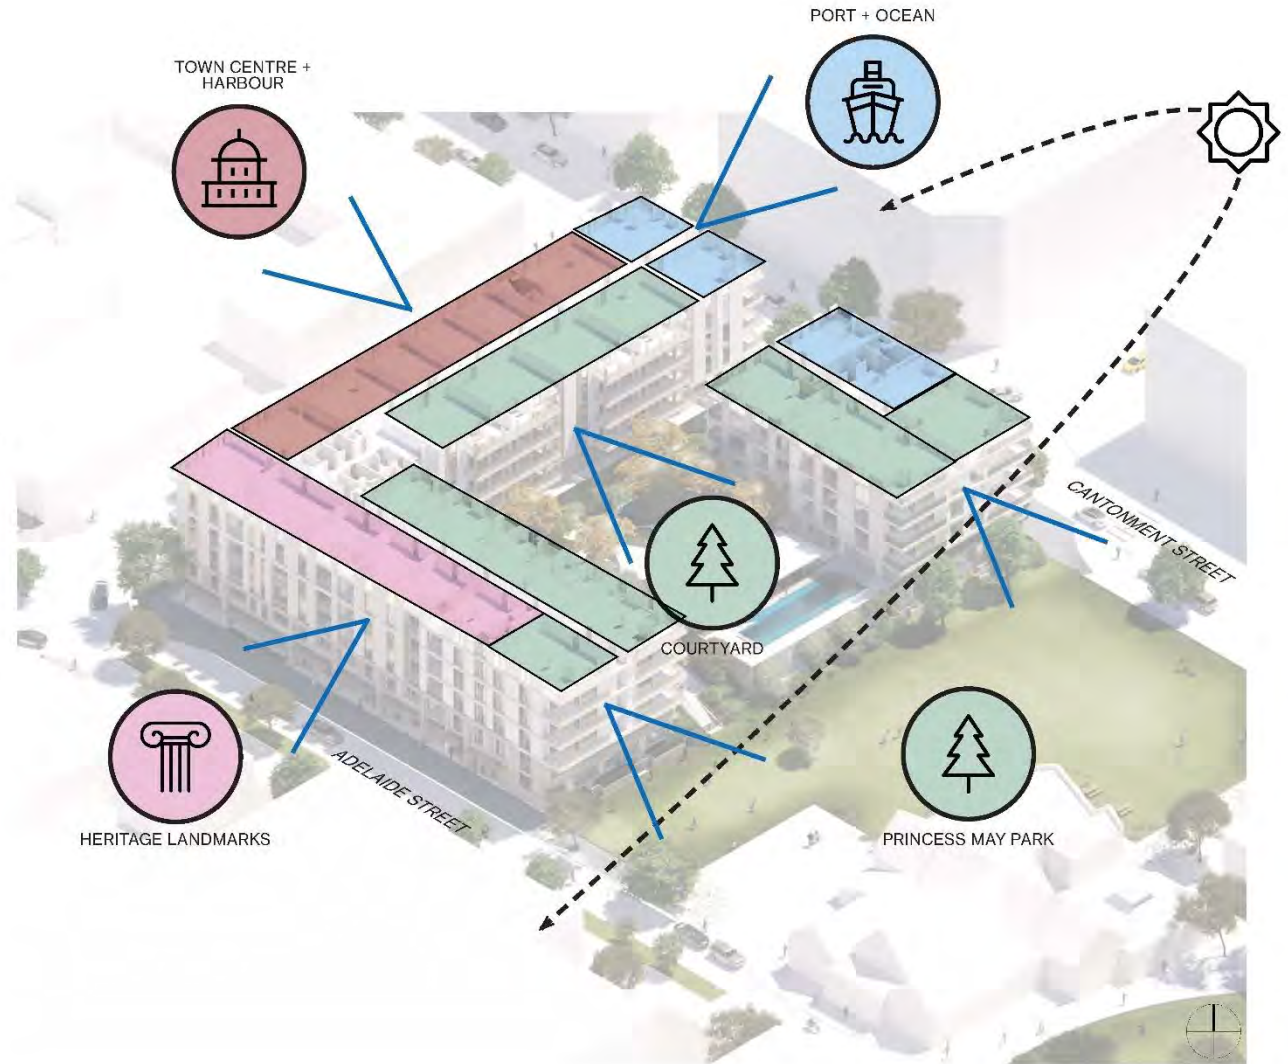 PORT + OCEAN
TOWN CENTRE +
HARBOUR
CANTONMENT STREET
COURTYARD
ADELAIDE STREET
HERITAGE LANDMARKS
PRINCESS MAY PARK